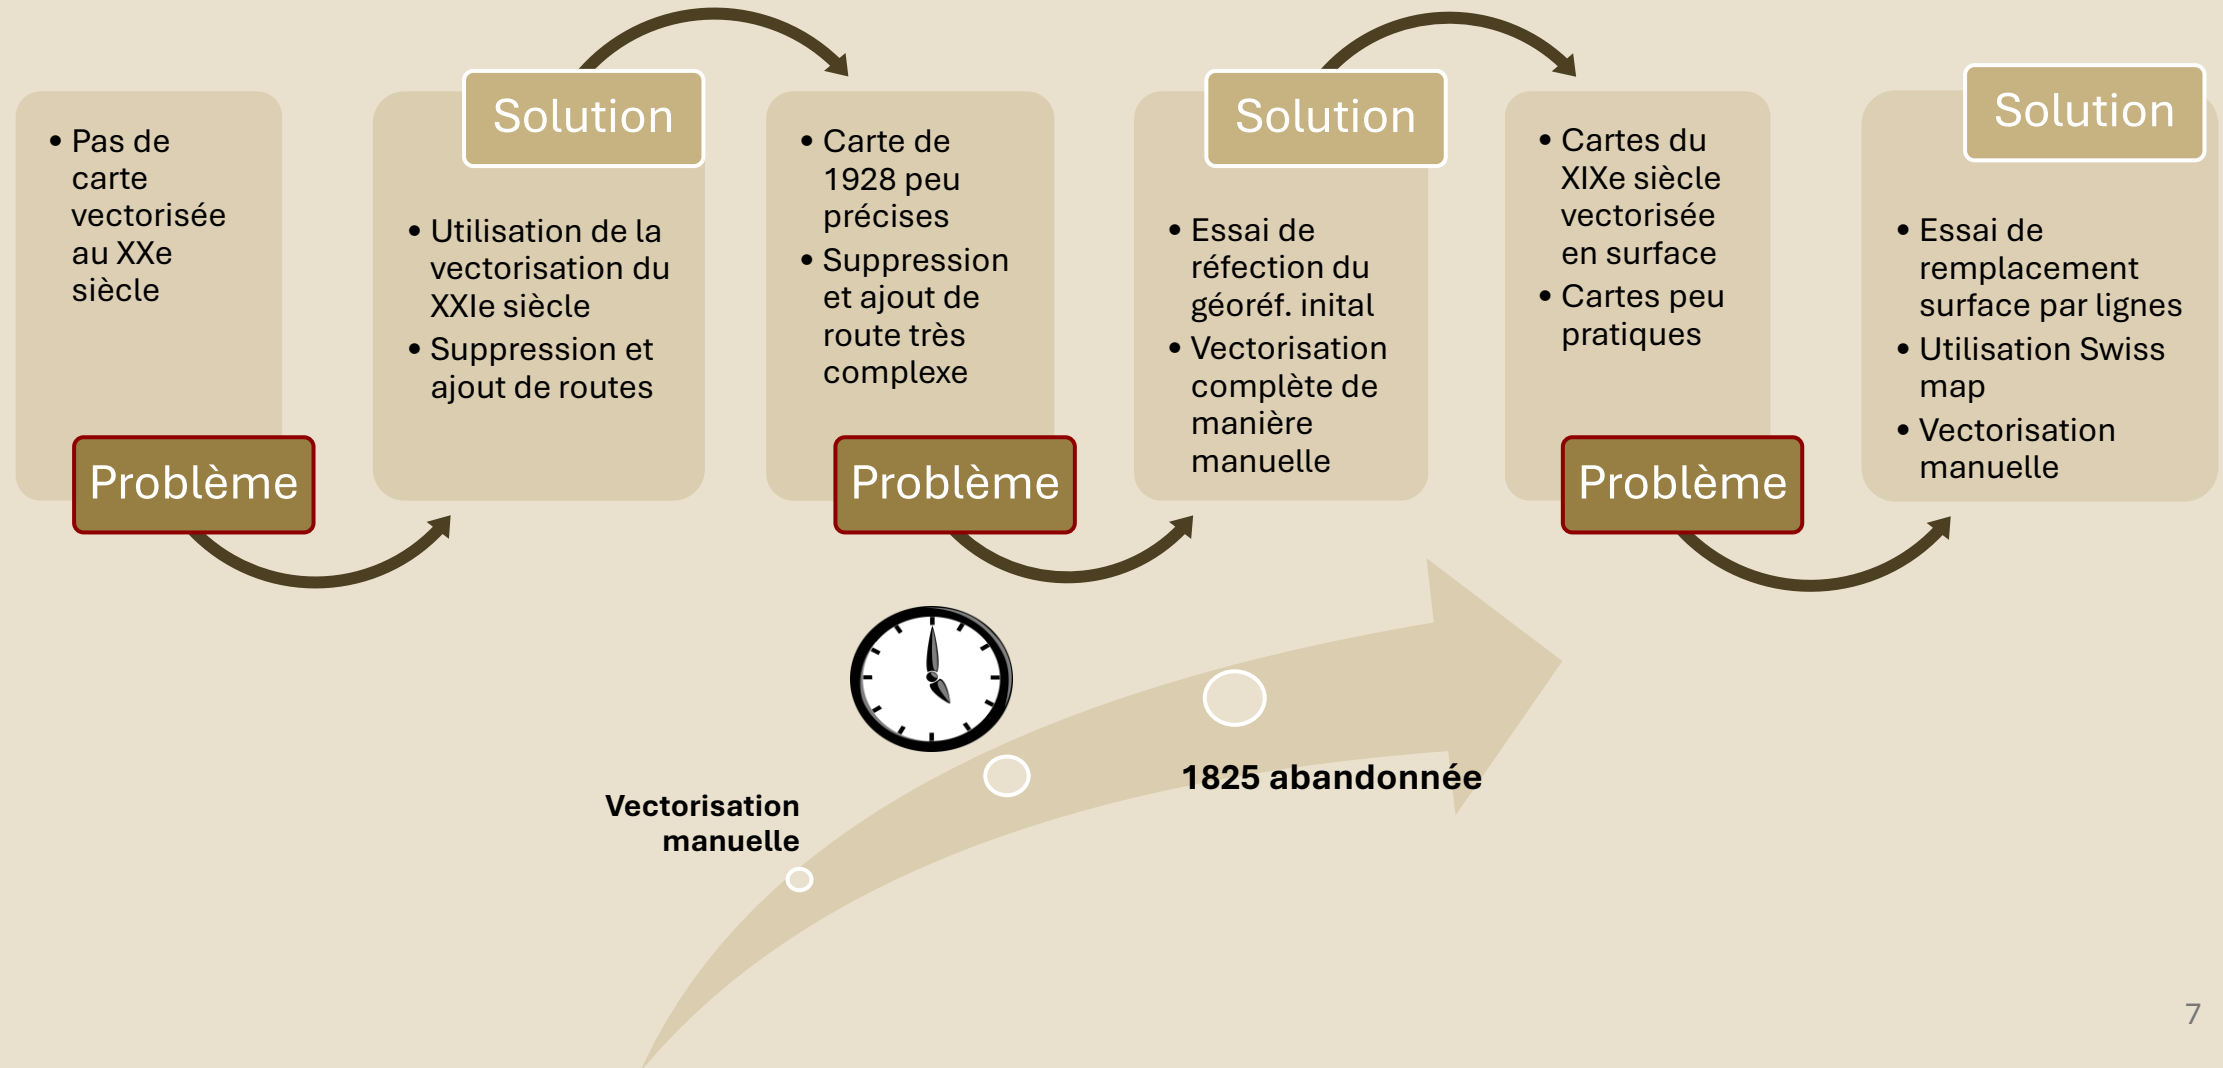 • Pas de
carte
vectorisée
au XXe
siècle
Problème
Solution
• Utilisation de la
vectorisation du
XXIe siècle
• Suppression et
ajout de routes
• Carte de
1928 peu
précises
• Suppression
et ajout de
route très
complexe
Problème
Solution
• Essai de
réfection du
géoréf. inital
• Vectorisation
complète de
manière
manuelle
• Cartes du
XIXe siècle
vectorisée
en surface
• Cartes peu
pratiques
Problème
Solution
• Essai de
remplacement
surface par lignes
• Utilisation Swiss
map
• Vectorisation
manuelle
Vectorisation
manuelle
1825 abandonnée
7